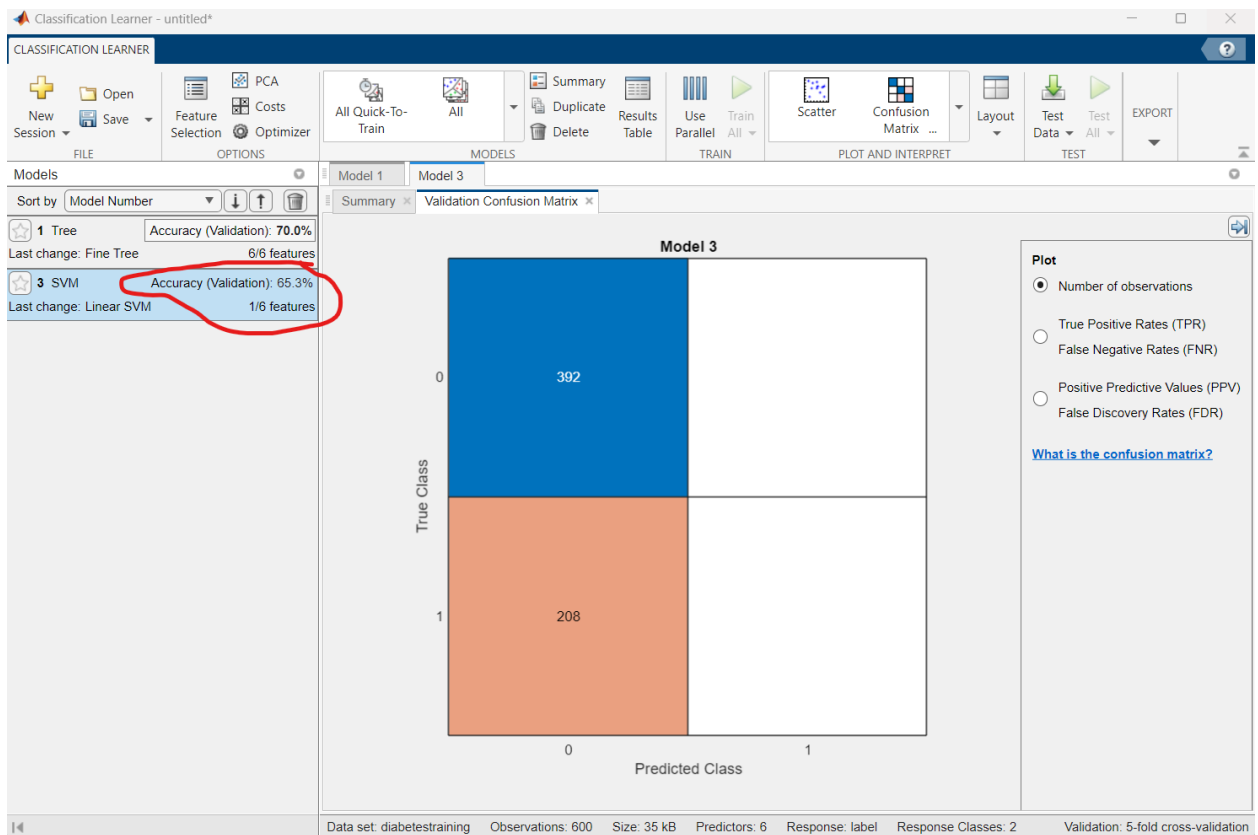 Classification Learner - untitled*
CLASSIFICATION LEARNER
?
New Session
Open
Save
FILE
Feature Selection
PCA
Costs
Optimizer
OPTIONS
All Quick-To-Train
All
Summary
Duplicate
Delete
Results Table
MODELS
Use Parallel
Train All
TRAIN
Scatter
Confusion Matrix ...
Layout
PLOT AND INTERPRET
Test Data
Test All
TEST
EXPORT
Models
Sort by Model Number
1 Tree Accuracy (Validation): 70.0%
Last change: Fine Tree 6/6 features
3 SVM Accuracy (Validation): 65.3%
Last change: Linear SVM 1/6 features
Model 1 Model 3
Summary × Validation Confusion Matrix ×
Model 3
True Class
0
392
1
208
0 1
Predicted Class
Plot
Number of observations
True Positive Rates (TPR)
False Negative Rates (FNR)
Positive Predictive Values (PPV)
False Discovery Rates (FDR)
What is the confusion matrix?
Data set: diabetestraining Observations: 600 Size: 35 kB Predictors: 6 Response: label Response Classes: 2 Validation: 5-fold cross-validation